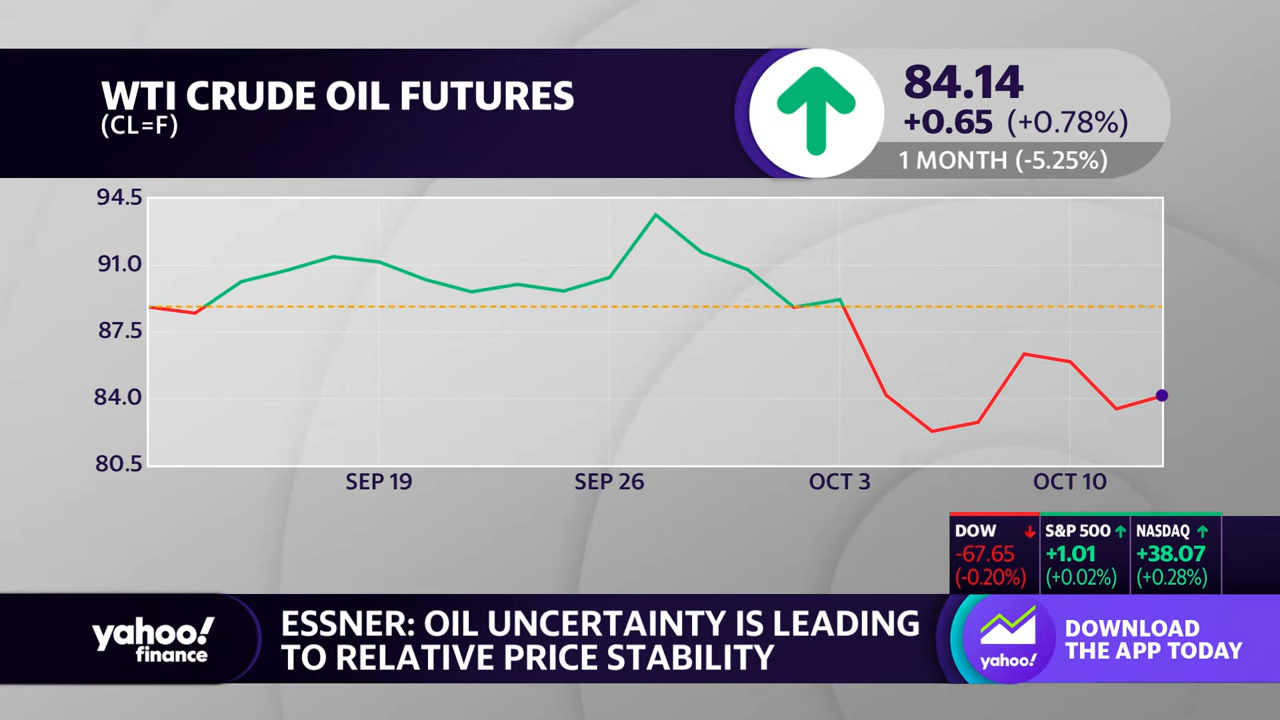 WTI CRUDE OIL FUTURES
(CL=F)
84.14
+0.65 (+0.78%)
1 MONTH (-5.25%)
94.5
91.0
87.5
84.0
80.5
SEP 19
SEP 26
OCT 3
OCT 10
DOW
-67.65
(-0.20%)
S&P 500
+1.01
(+0.02%)
NASDAQ
+38.07
(+0.28%)
yahoo!
finance
ESSNER: OIL UNCERTAINTY IS LEADING
TO RELATIVE PRICE STABILITY
yahoo!
DOWNLOAD
THE APP TODAY